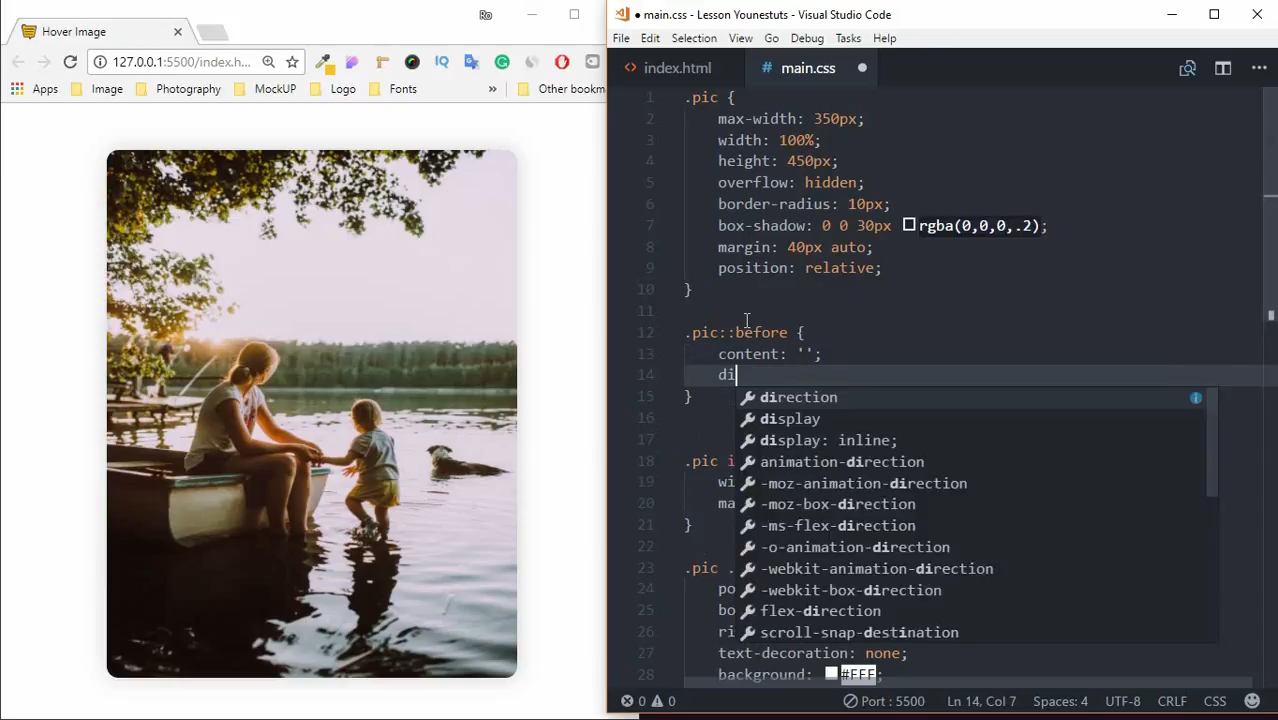 Ro
Hover Image
127.0.0.1:5500/index.h...
IQ
Apps
Image
Photography
MockUP
Logo
Fonts
»
Other bookm
● main.css - Lesson Younestuts - Visual Studio Code
File Edit Selection View Go Debug Tasks Help
<> index.html
# main.css ●
1 .pic {
2 max-width: 350px;
3 width: 100%;
4 height: 450px;
5 overflow: hidden;
6 border-radius: 10px;
7 box-shadow: 0 0 30px rgba(0,0,0,.2);
8 margin: 40px auto;
9 position: relative;
10 }
11
12 .pic::before {
13 content: '';
14 di
15 }
direction
16 display
17 display: inline;
18 .pic i
animation-direction
19 wi
-moz-animation-direction
20 ma
-moz-box-direction
21 }
-ms-flex-direction
22 -o-animation-direction
23 .pic .
-webkit-animation-direction
24 po
-webkit-box-direction
25 bo
flex-direction
26 ri
scroll-snap-destination
27 text-decoration: none;
28 background: #FFF;
0 0
Port : 5500
Ln 14, Col 7
Spaces: 4
UTF-8
CRLF
CSS